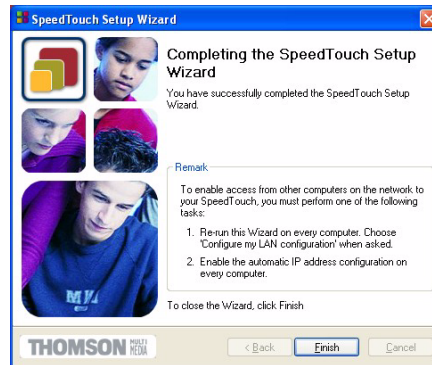 SpeedTouch Setup Wizard
Completing the SpeedTouch Setup
Wizard
You have successfully completed the SpeedTouch Setup
Wizard.
Remark
To enable access from other computers on the network to
your SpeedTouch, you must perform one of the following
tasks:
1. Re-run this Wizard on every computer. Choose
'Configure my LAN configuration' when asked.
2. Enable the automatic IP address configuration on
every computer.
To close the Wizard, click Finish
THOMSON MULTI
MEDIA
< Back Finish Cancel